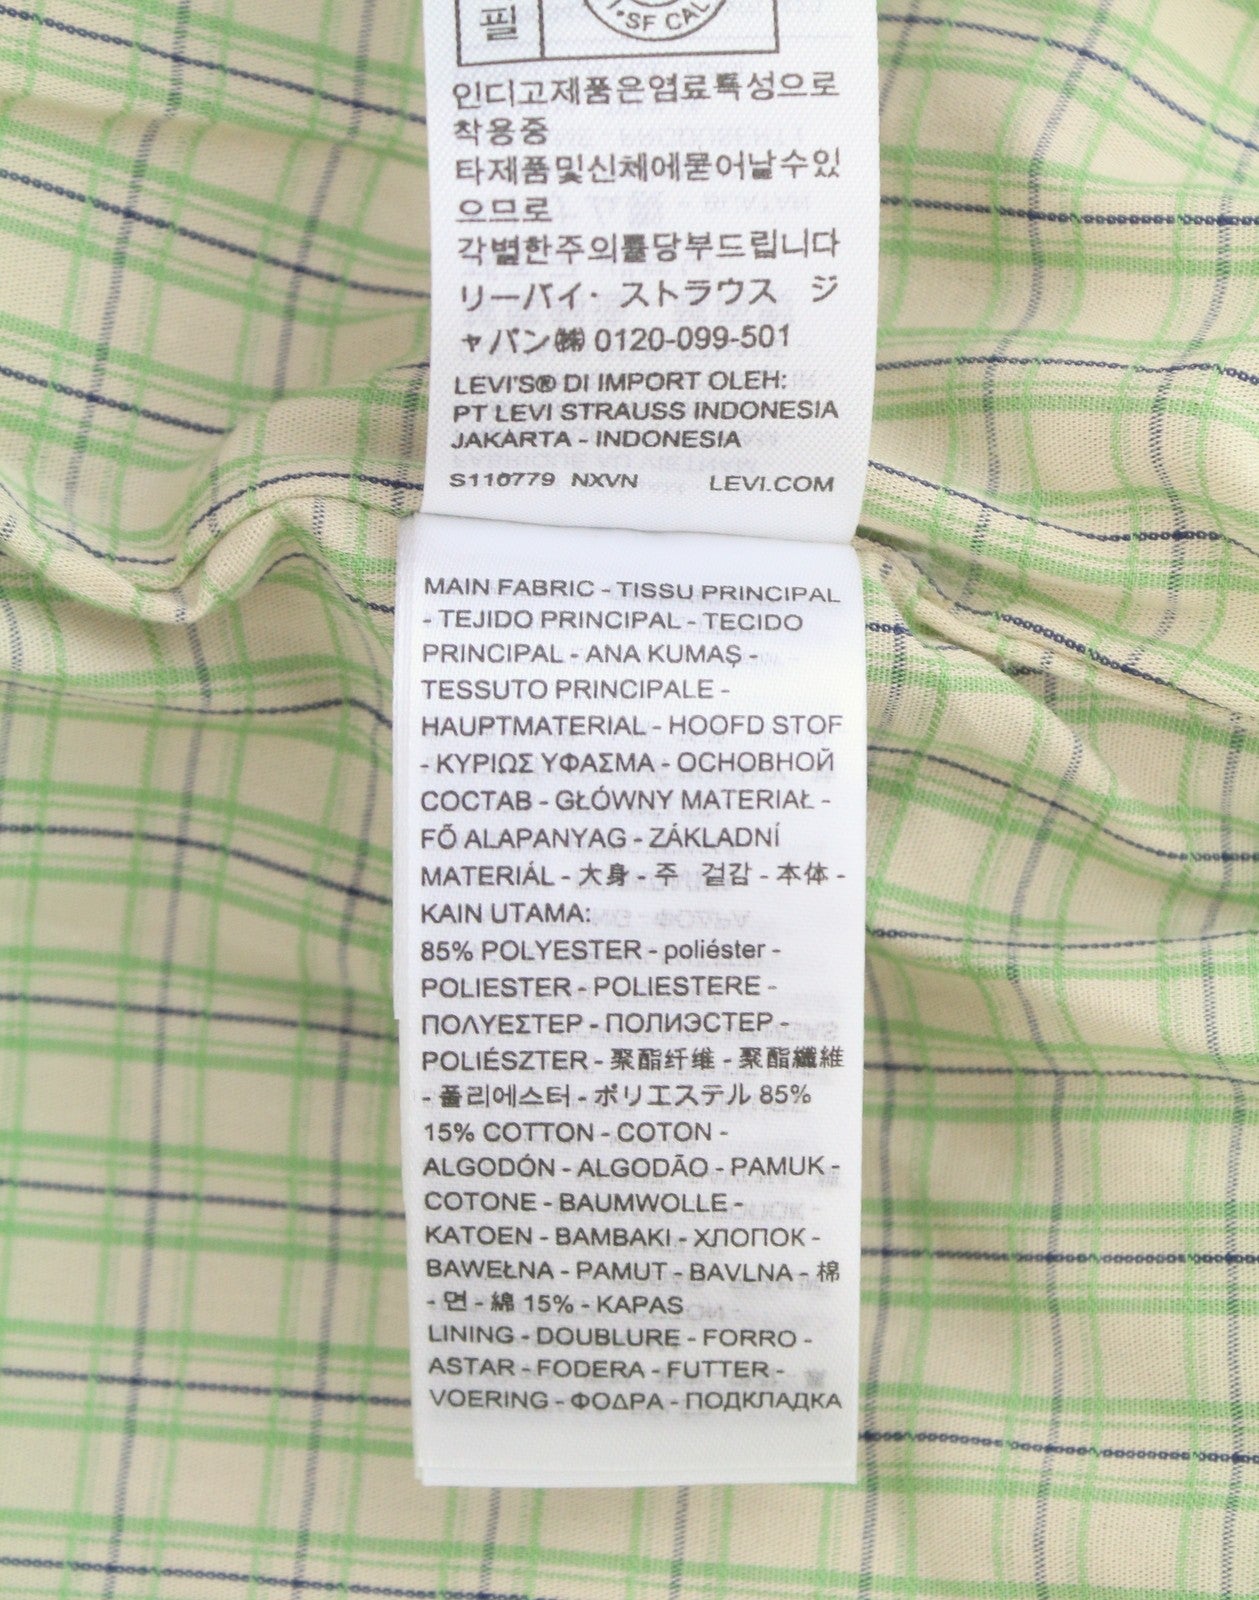 필
SF CAL
인디고제품은염료특성으로
착용중
타제품및신체에묻어날수있
으므로
각별한주의를당부드립니다
リーバイ・ストラウス ジ
ャパン㈱ 0120-099-501
LEVI'S® DI IMPORT OLEH:
PT LEVI STRAUSS INDONESIA
JAKARTA - INDONESIA
S110779 NXVN LEVI.COM
MAIN FABRIC - TISSU PRINCIPAL
- TEJIDO PRINCIPAL - TECIDO
PRINCIPAL - ANA KUMAŞ -
TESSUTO PRINCIPALE -
HAUPTMATERIAL - HOOFD STOF
- ΚΥΡΙΩΣ ΥΦΑΣΜΑ - ОСНОВНОЙ
СОСТАВ - GŁÓWNY MATERIAŁ -
FŐ ALAPANYAG - ZÁKLADNÍ
MATERIÁL - 大身 - 주 겉감 - 本体 -
KAIN UTAMA:
85% POLYESTER - poliéster -
POLIESTER - POLIESTERE -
ΠΟΛΥΕΣΤΕΡ - ПОЛИЭСТЕР -
POLIÉSZTER - 聚酯纤维 - 聚酯纖維
- 폴리에스터 - ポリエステル 85%
15% COTTON - COTON -
ALGODÓN - ALGODÃO - PAMUK -
COTONE - BAUMWOLLE -
KATOEN - ΒΑΜΒΑΚΙ - ХЛОПОК -
BAWEŁNA - PAMUT - BAVLNA - 棉
- 면 - 綿 15% - KAPAS
LINING - DOUBLURE - FORRO -
ASTAR - FODERA - FUTTER -
VOERING - ΦΟΔΡΑ - ПОДКЛАДКА